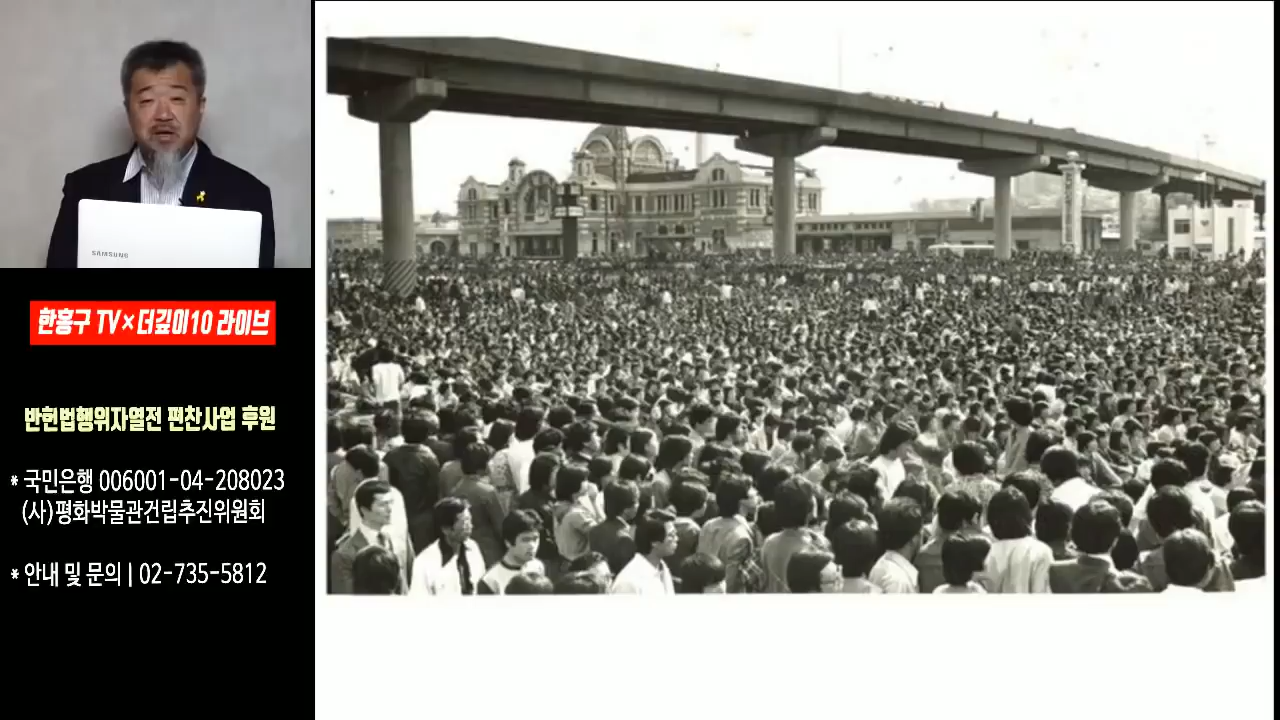 SAMSUNG
한홍구 TV×더깊이10 라이브
반헌법행위자열전 편찬사업 후원
* 국민은행 006001-04-208023
(사)평화박물관건립추진위원회
* 안내 및 문의 | 02-735-5812